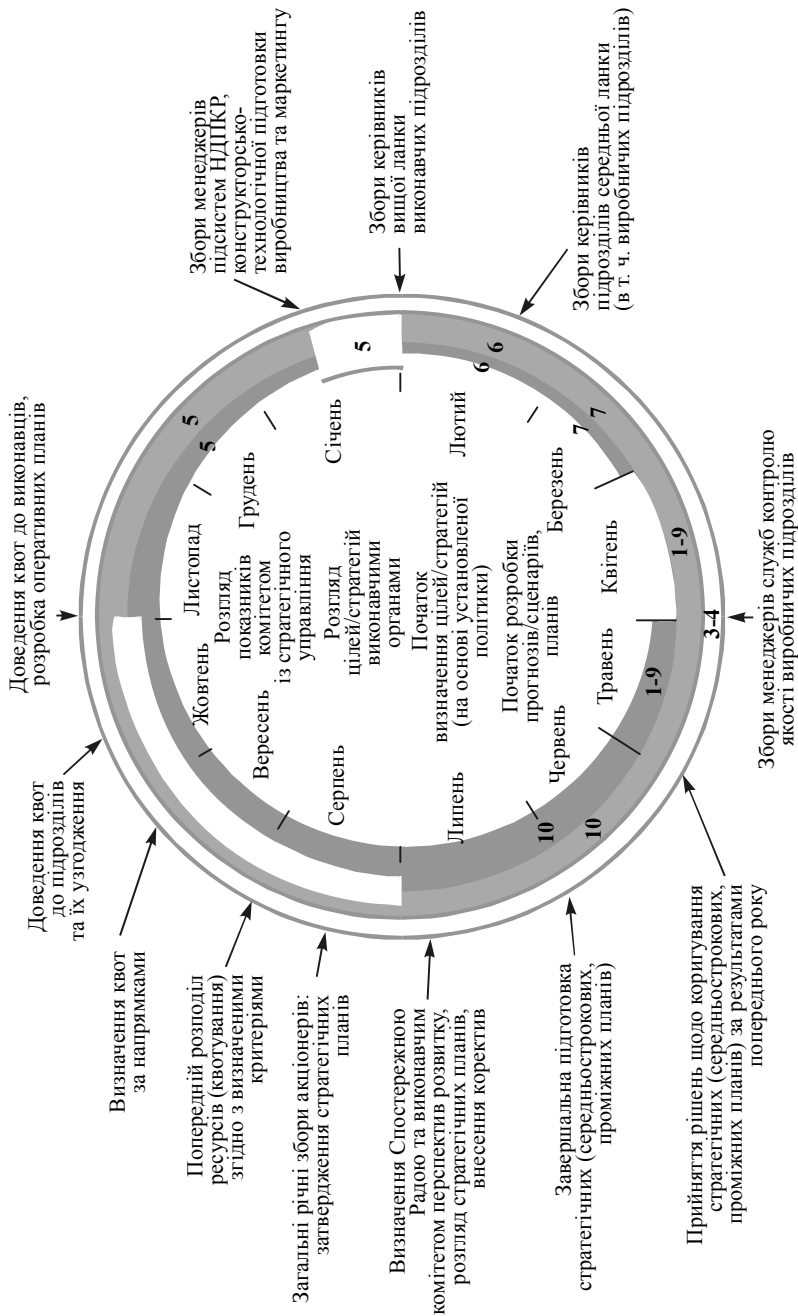 Доведення квот до виконавців,
розробка оперативних планів
Доведення квот
до підрозділів
та їх узгодження
Визначення квот
за напрямками
Попередній розподіл
ресурсів (квотування)
згідно з визначеними
критеріями
Загальні річні збори акціонерів:
затвердження стратегічних
планів
Визначення Спостережною
Радою та виконавчим
комітетом перспектив розвитку,
розгляд стратегічних планів,
внесення коректив
Завершальна підготовка
стратегічних (середньострокових,
проміжних планів)
Прийняття рішень щодо коригування
стратегічних (середньострокових,
проміжних планів) за результатами
попереднього року
Збори менеджерів служб контролю
якості виробничих підрозділів
Збори керівників
підрозділів середньої ланки
(в т. ч. виробничих підрозділів)
Збори керівників
вищої ланки
виконавчих підрозділів
Збори менеджерів
підсистем НДПКР,
конструкторсько-
технологічної підготовки
виробництва та маркетингу
Січень
Лютий
Березень
Квітень
Травень
Червень
Липень
Серпень
Вересень
Жовтень
Листопад
Грудень
Розгляд
показників
комітетом
із стратегічного
управління
Розгляд
цілей/стратегій
виконавчими
органами
Початок
визначення цілей/стратегій
(на основі установленої
політики)
Початок розробки
прогнозів/сценаріїв,
планів
5
5
5
6
6
7
7
1-9
3-4
1-9
10
10